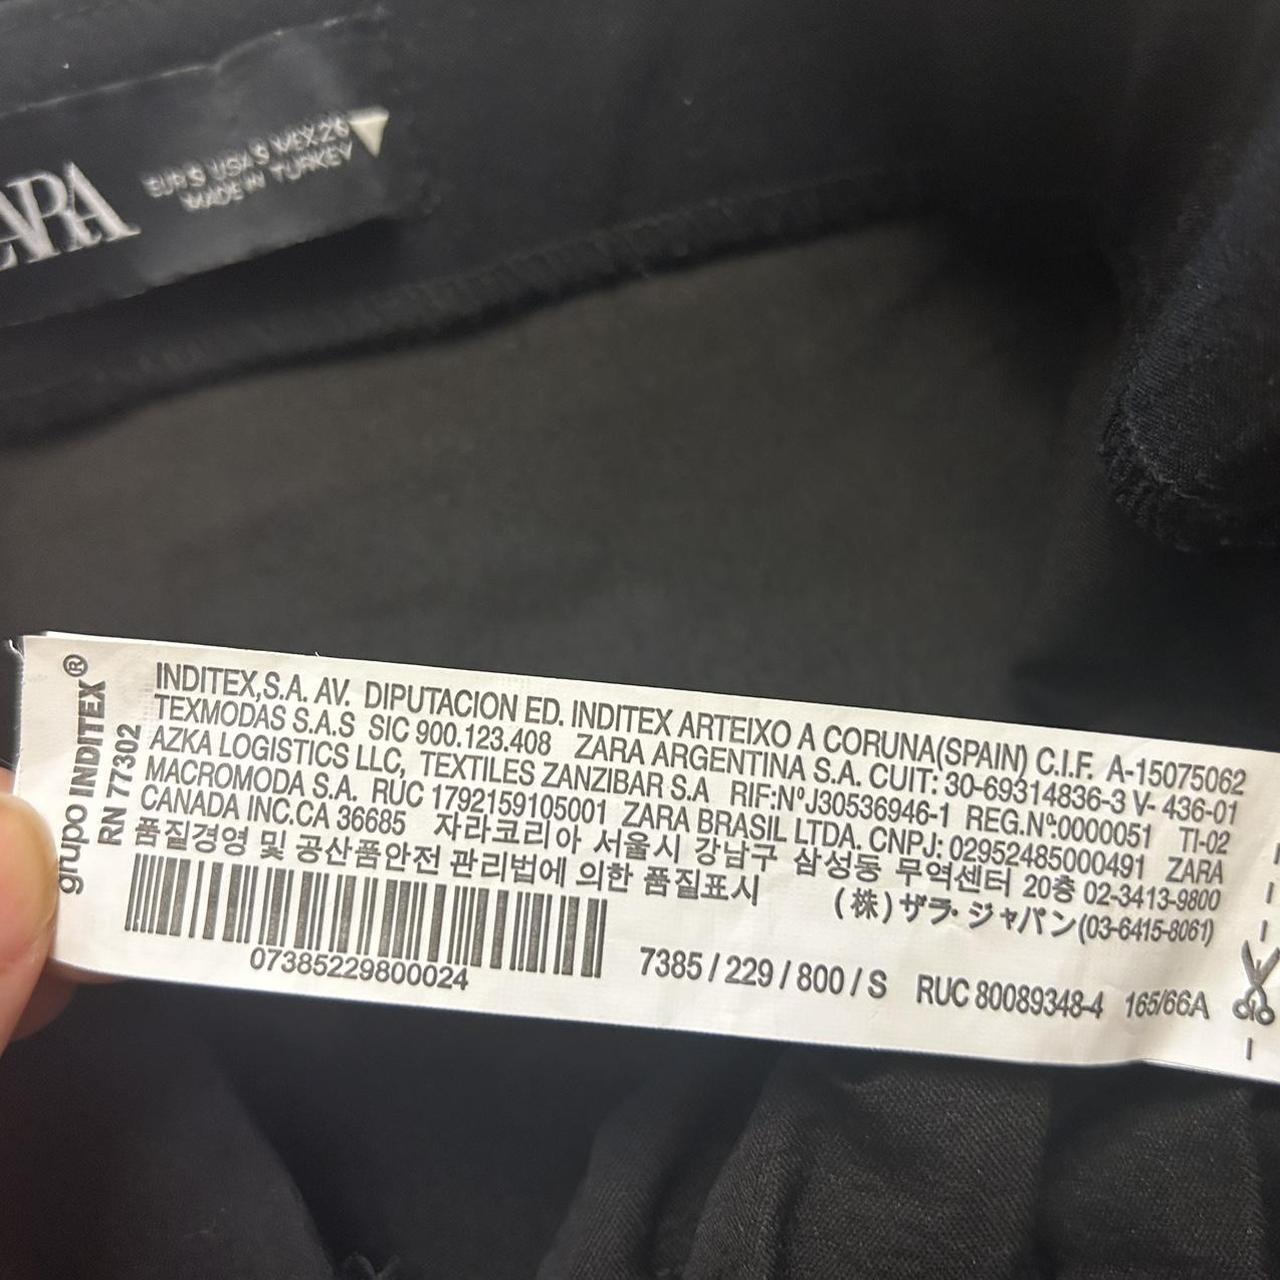 ZARA
EUR S USA S MEX 26
MADE IN TURKEY
grupo INDITEX®
RN 77302
INDITEX,S.A. AV. DIPUTACION ED. INDITEX ARTEIXO A CORUNA(SPAIN) C.I.F. A-15075062
TEXMODAS S.A.S SIC 900.123.408 ZARA ARGENTINA S.A. CUIT: 30-69314836-3 V- 436-01
AZKA LOGISTICS LLC, TEXTILES ZANZIBAR S.A RIF:NºJ30536946-1 REG.Nº:0000051 TI-02
MACROMODA S.A. RUC 1792159105001 ZARA BRASIL LTDA. CNPJ: 02952485000491 ZARA
CANADA INC.CA 36685 자라코리아 서울시 강남구 삼성동 무역센터 20층 02-3413-9800
품질경영 및 공산품안전 관리법에 의한 품질표시 (株)ザラ・ジャパン(03-6415-8061)
07385229800024
7385 / 229 / 800 / S RUC 80089348-4 165/66A